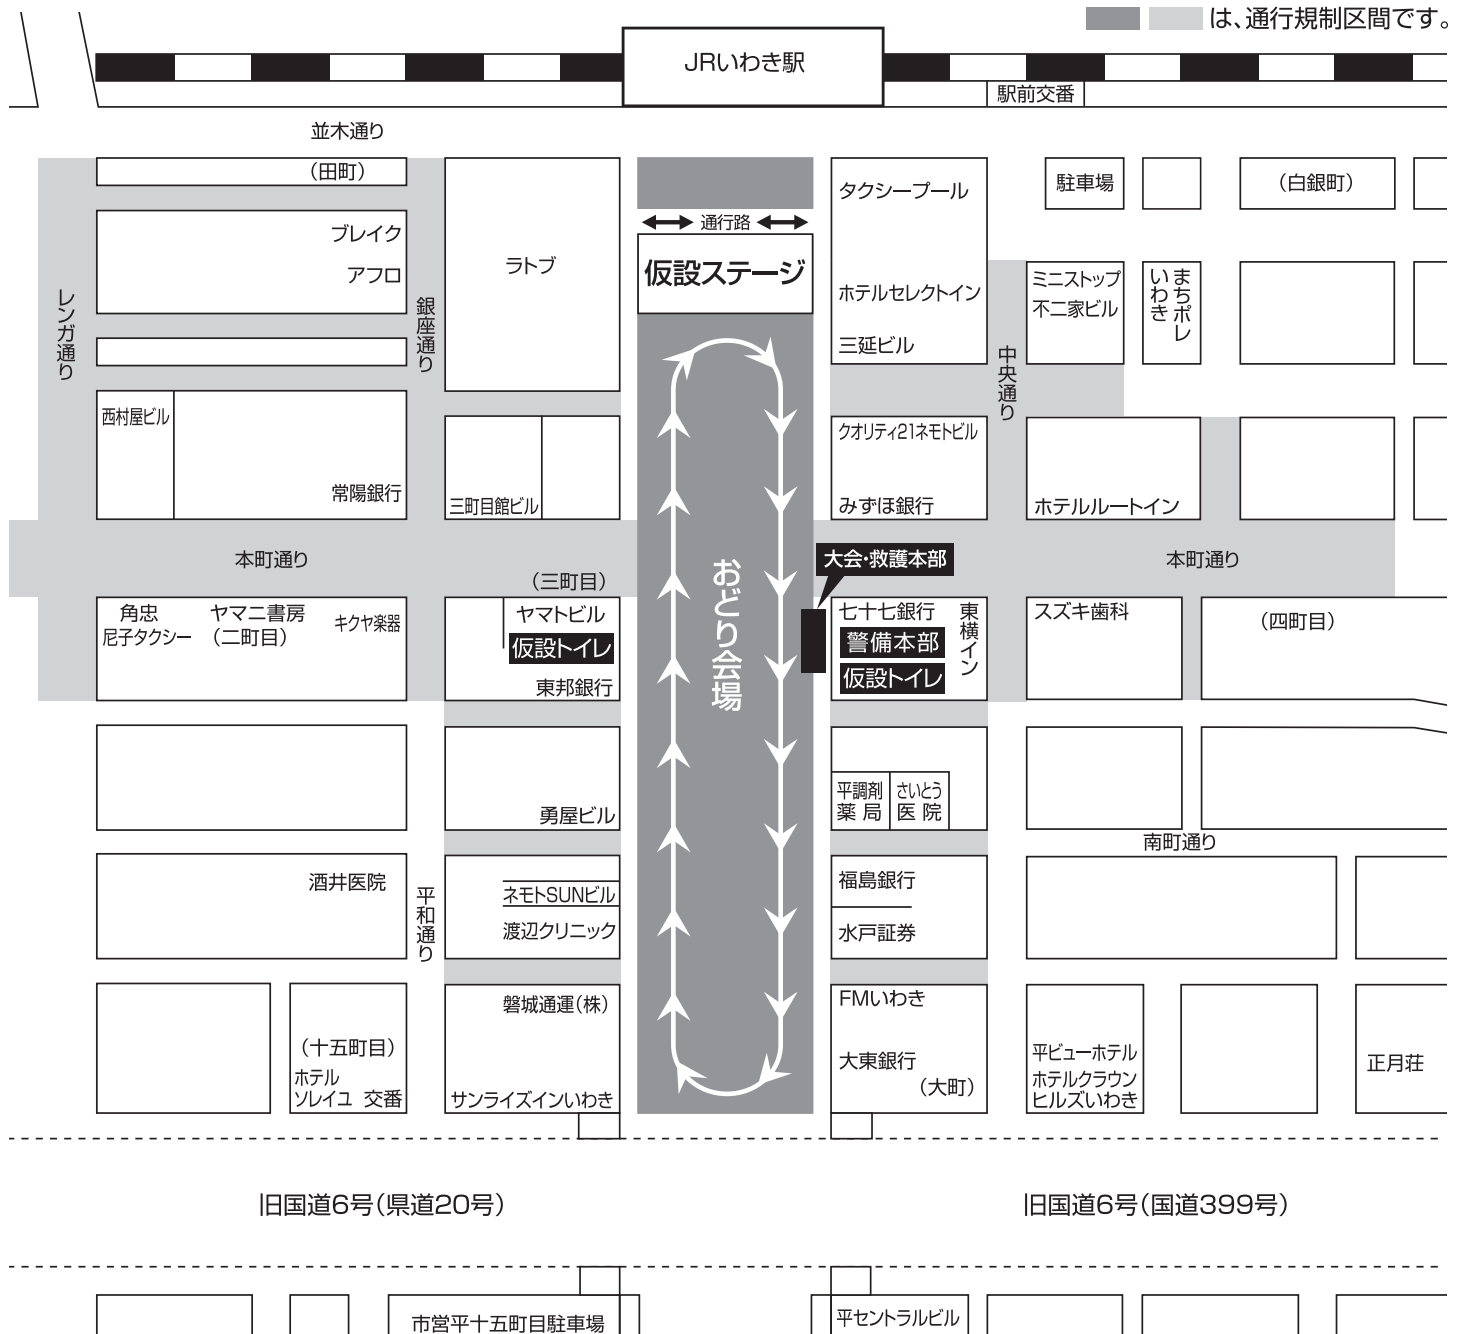 は、通行規制区間です。
JRいわき駅
駅前交番
並木通り
(田町)
タクシープール
駐車場
(白銀町)
通行路
ブレイク
アフロ
ラトブ
仮設ステージ
ホテルセレクトイン
三延ビル
ミニストップ
不二家ビル
まちポレ
いわき
レンガ通り
銀座通り
中央通り
西村屋ビル
常陽銀行
三町目館ビル
クオリティ21ネモトビル
みずほ銀行
ホテルルートイン
本町通り
(三町目)
おどり会場
大会・救護本部
本町通り
角忠
尼子タクシー
ヤマニ書房
(二町目)
キクヤ楽器
ヤマトビル
仮設トイレ
東邦銀行
七十七銀行
警備本部
仮設トイレ
東横イン
スズキ歯科
(四町目)
勇屋ビル
平調剤
薬局
さいとう
医院
南町通り
酒井医院
平和通り
ネモトSUNビル
渡辺クリニック
福島銀行
水戸証券
磐城通運(株)
サンライズインいわき
FMいわき
大東銀行
(大町)
(十五町目)
ホテル
ソレイユ 交番
平ビューホテル
ホテルクラウン
ヒルズいわき
正月荘
旧国道6号(県道20号)
旧国道6号(国道399号)
市営平十五町目駐車場
平セントラルビル